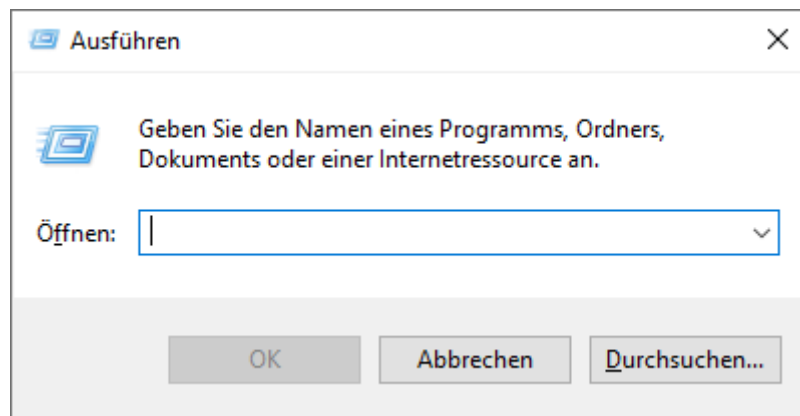 Ausführen
Geben Sie den Namen eines Programms, Ordners,
Dokuments oder einer Internetressource an.
Öffnen:
OK Abbrechen Durchsuchen...